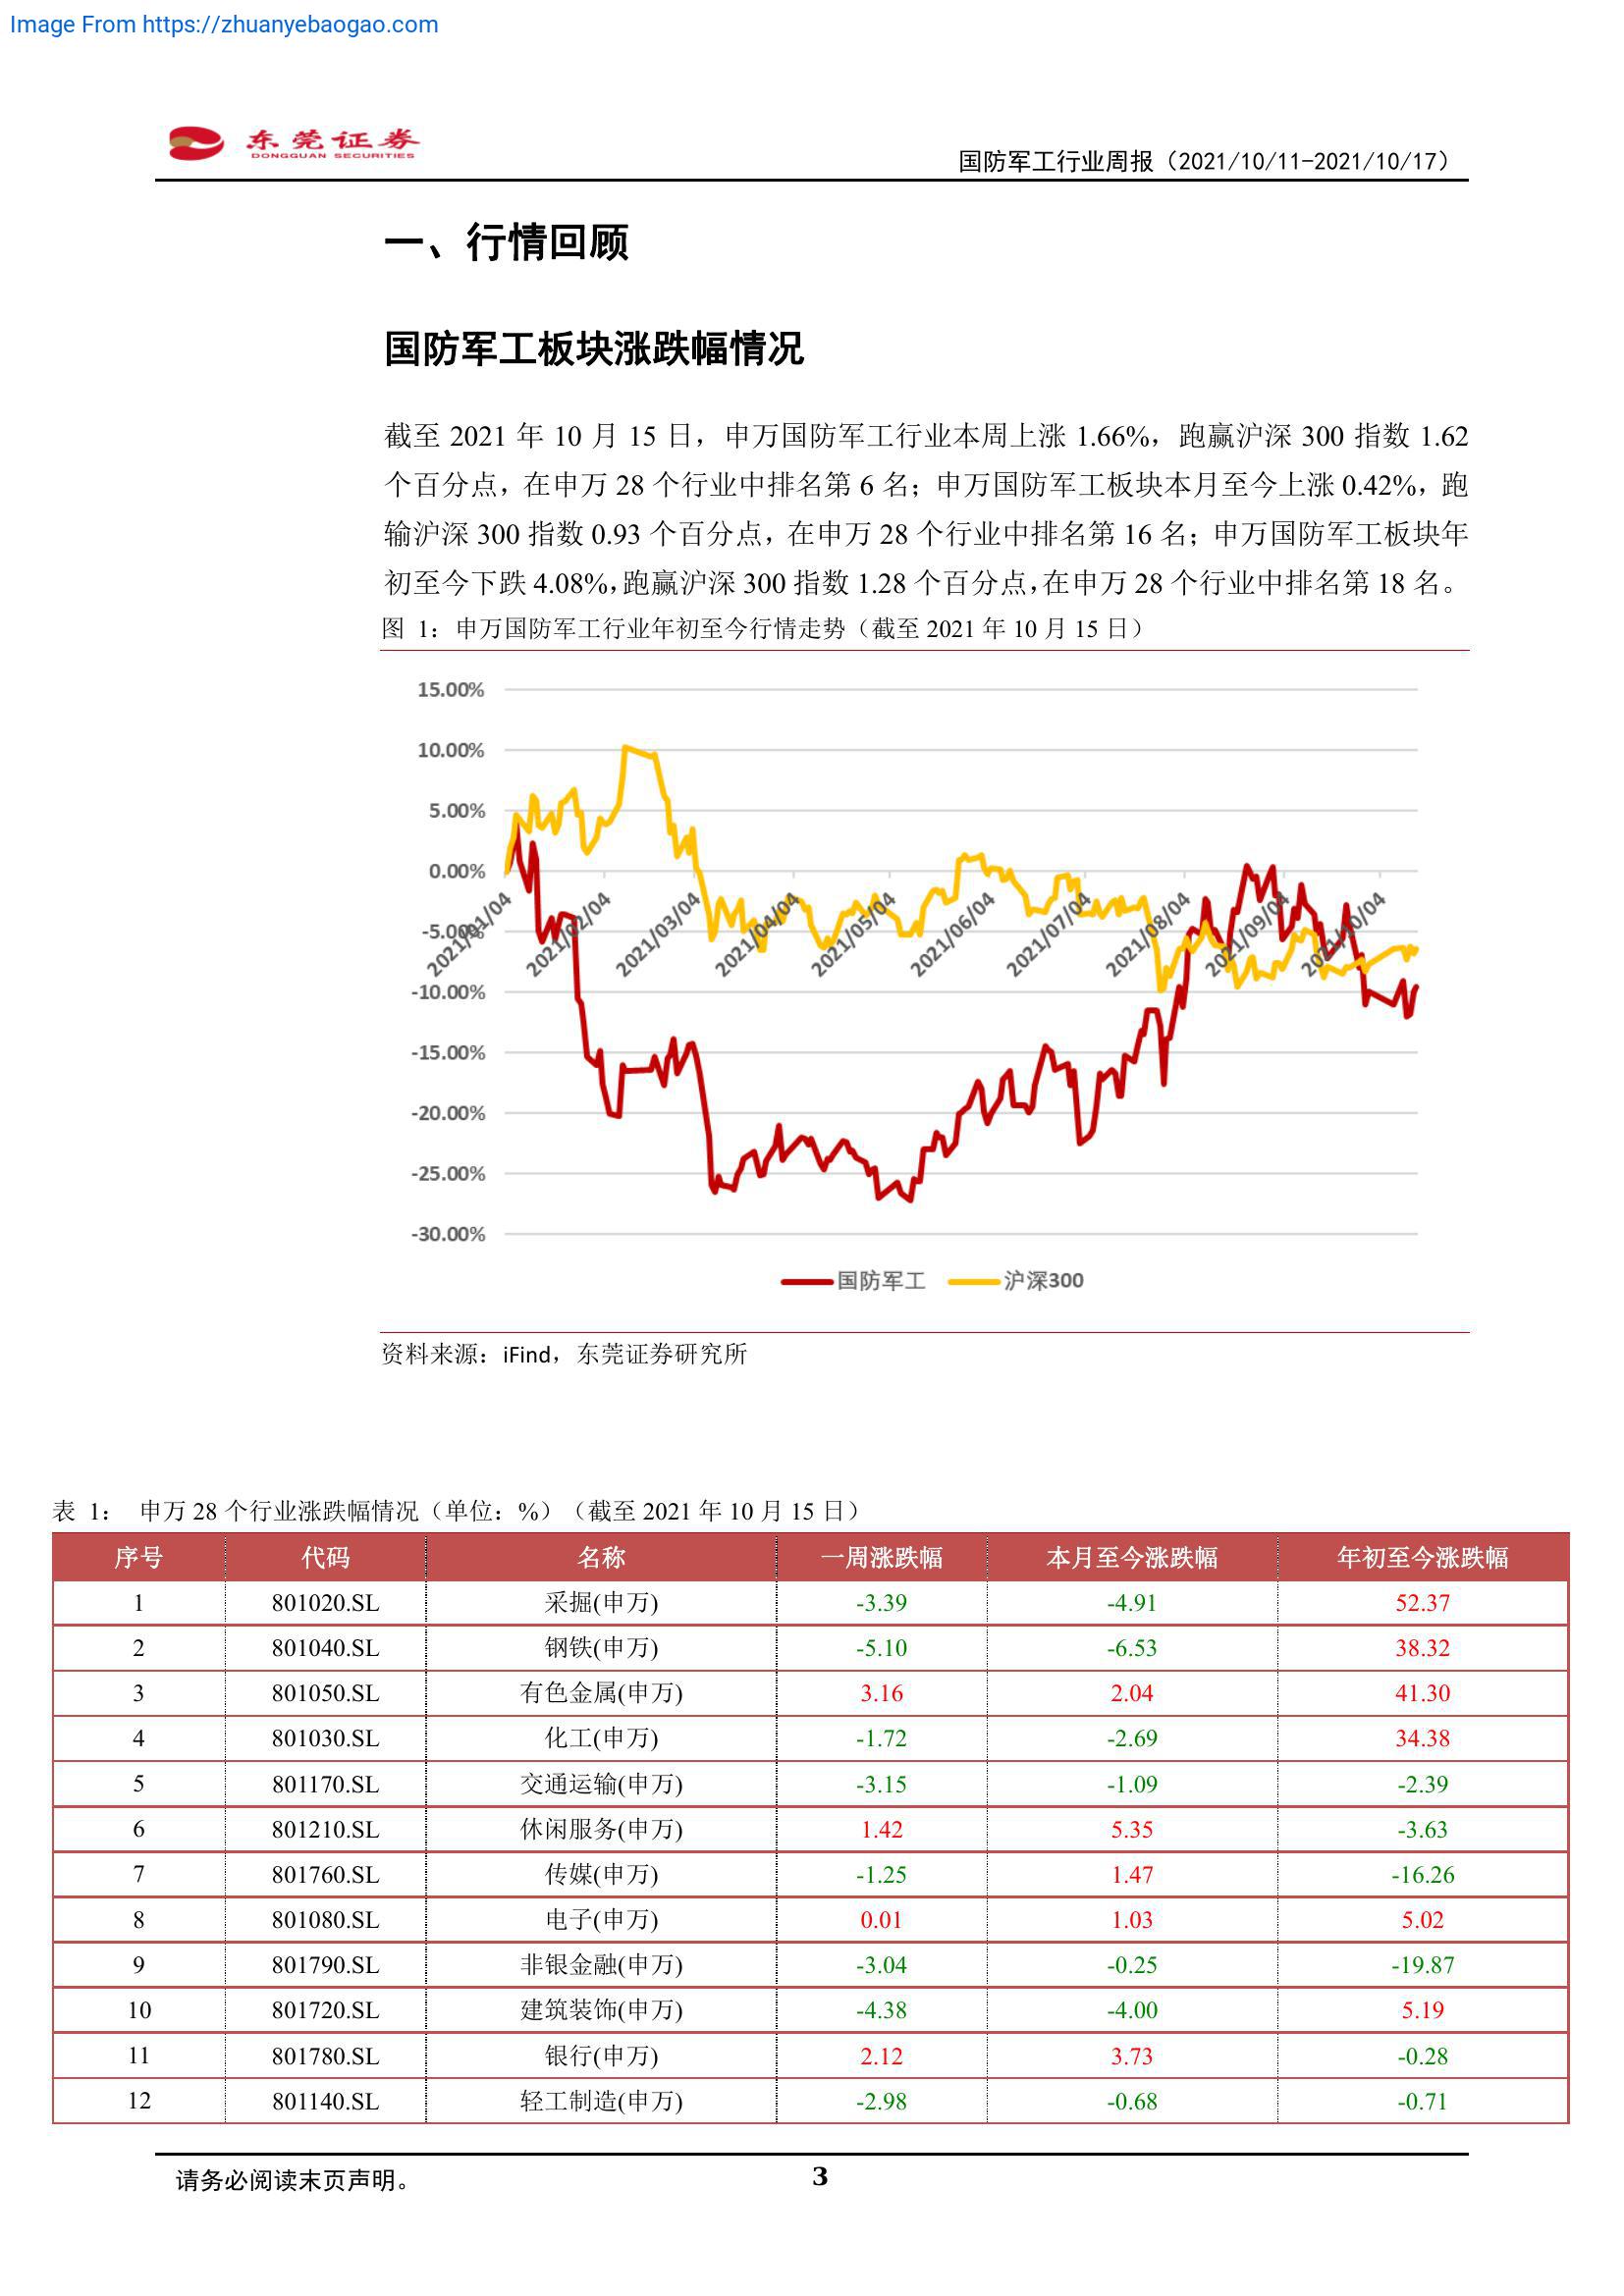 Image From https://zhuanyebaogao.com
东莞证券
DONGGUAN SECURITIES
国防军工行业周报（2021/10/11-2021/10/17）
一、行情回顾
国防军工板块涨跌幅情况
截至 2021 年 10 月 15 日，申万国防军工行业本周上涨 1.66%，跑赢沪深 300 指数 1.62
个百分点，在申万 28 个行业中排名第 6 名；申万国防军工板块本月至今上涨 0.42%，跑
输沪深 300 指数 0.93 个百分点，在申万 28 个行业中排名第 16 名；申万国防军工板块年
初至今下跌 4.08%，跑赢沪深 300 指数 1.28 个百分点，在申万 28 个行业中排名第 18 名。
图 1：申万国防军工行业年初至今行情走势（截至 2021 年 10 月 15 日）
15.00%
10.00%
5.00%
0.00%
-5.00%
-10.00%
-15.00%
-20.00%
-25.00%
-30.00%
2021/01/04 2021/02/04 2021/03/04 2021/04/04 2021/05/04 2021/06/04 2021/07/04 2021/08/04 2021/09/04 2021/10/04
国防军工 沪深300
资料来源：iFind，东莞证券研究所
表 1： 申万 28 个行业涨跌幅情况（单位：%）（截至 2021 年 10 月 15 日）
序号 代码 名称 一周涨跌幅 本月至今涨跌幅 年初至今涨跌幅
1 801020.SL 采掘(申万) -3.39 -4.91 52.37
2 801040.SL 钢铁(申万) -5.10 -6.53 38.32
3 801050.SL 有色金属(申万) 3.16 2.04 41.30
4 801030.SL 化工(申万) -1.72 -2.69 34.38
5 801170.SL 交通运输(申万) -3.15 -1.09 -2.39
6 801210.SL 休闲服务(申万) 1.42 5.35 -3.63
7 801760.SL 传媒(申万) -1.25 1.47 -16.26
8 801080.SL 电子(申万) 0.01 1.03 5.02
9 801790.SL 非银金融(申万) -3.04 -0.25 -19.87
10 801720.SL 建筑装饰(申万) -4.38 -4.00 5.19
11 801780.SL 银行(申万) 2.12 3.73 -0.28
12 801140.SL 轻工制造(申万) -2.98 -0.68 -0.71
请务必阅读末页声明。
3